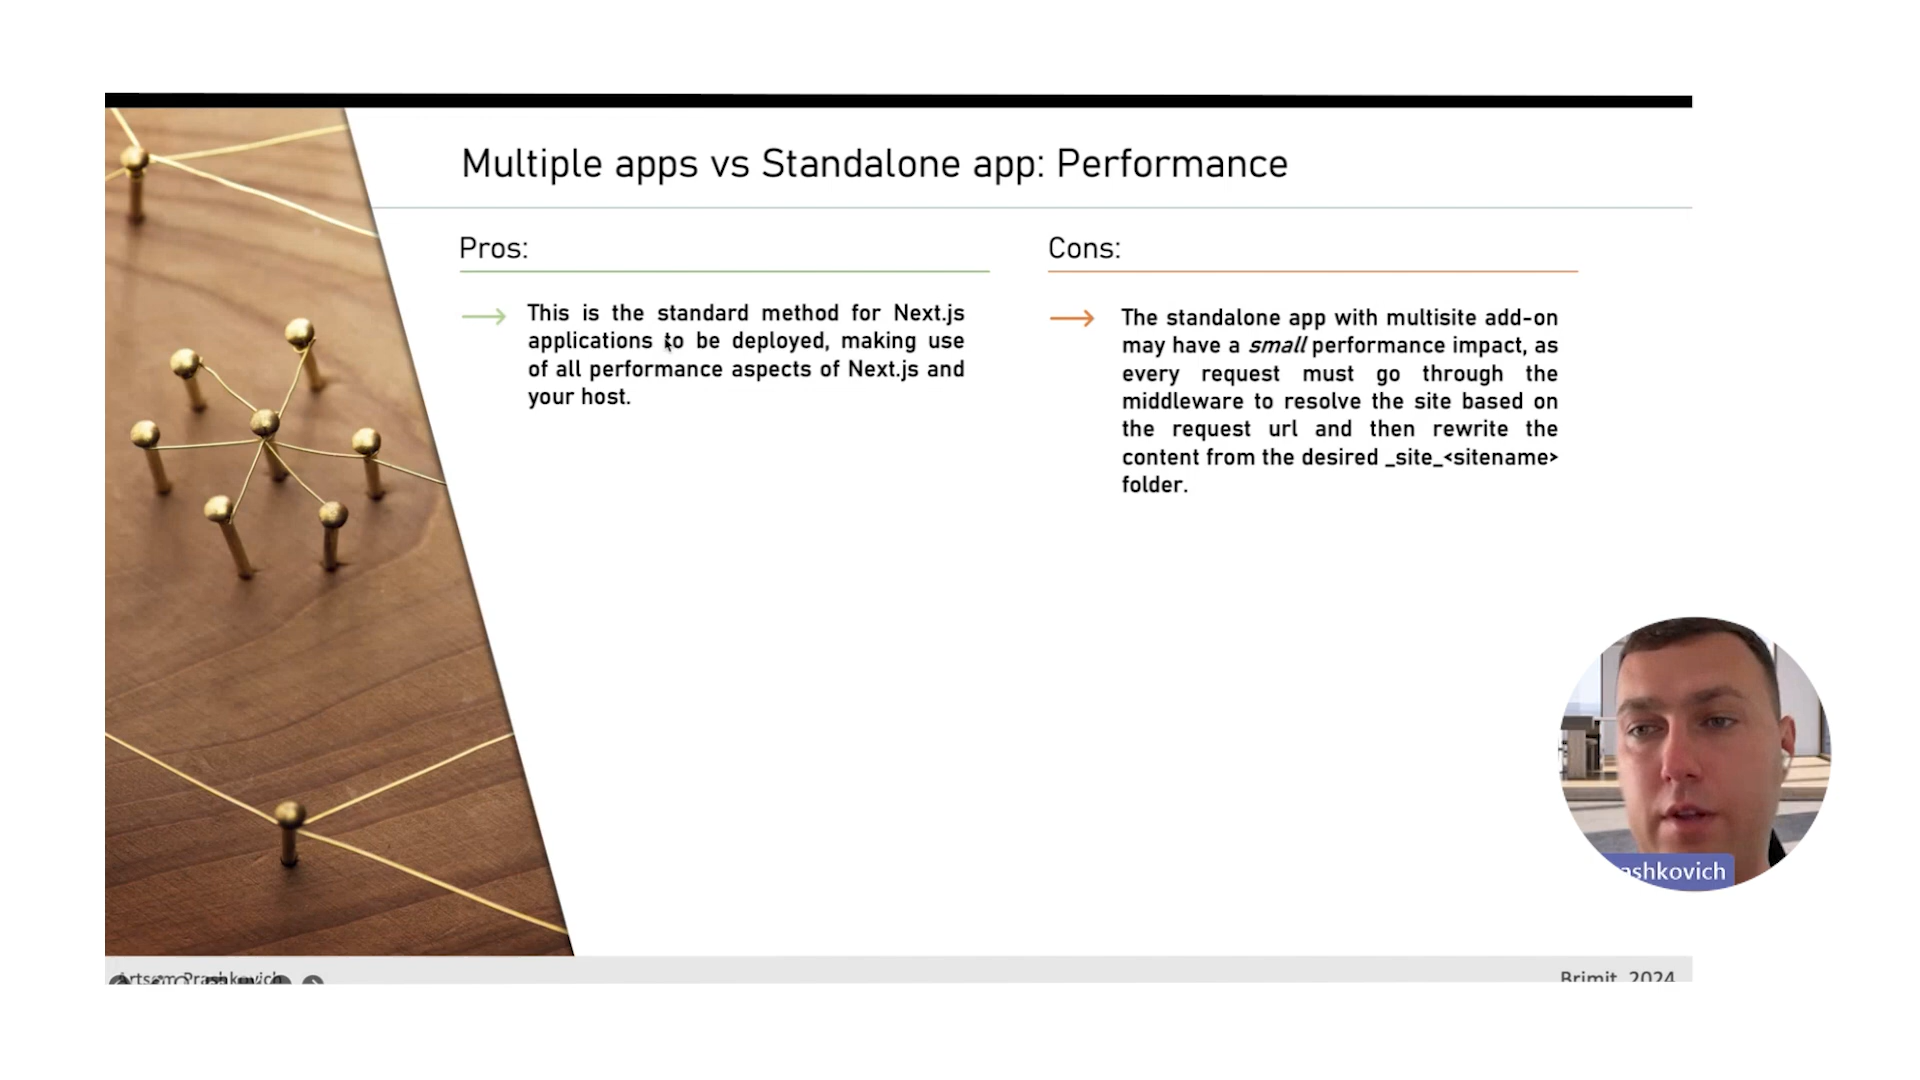 Multiple apps vs Standalone app: Performance
Pros:
This is the standard method for Next.js
applications to be deployed, making use
of all performance aspects of Next.js and
your host.
Cons:
The standalone app with multisite add-on
may have a small performance impact, as
every request must go through the
middleware to resolve the site based on
the request url and then rewrite the
content from the desired _site_<sitename>
folder.
ashkovich
Artsem Prashkovich
Brimit, 2024